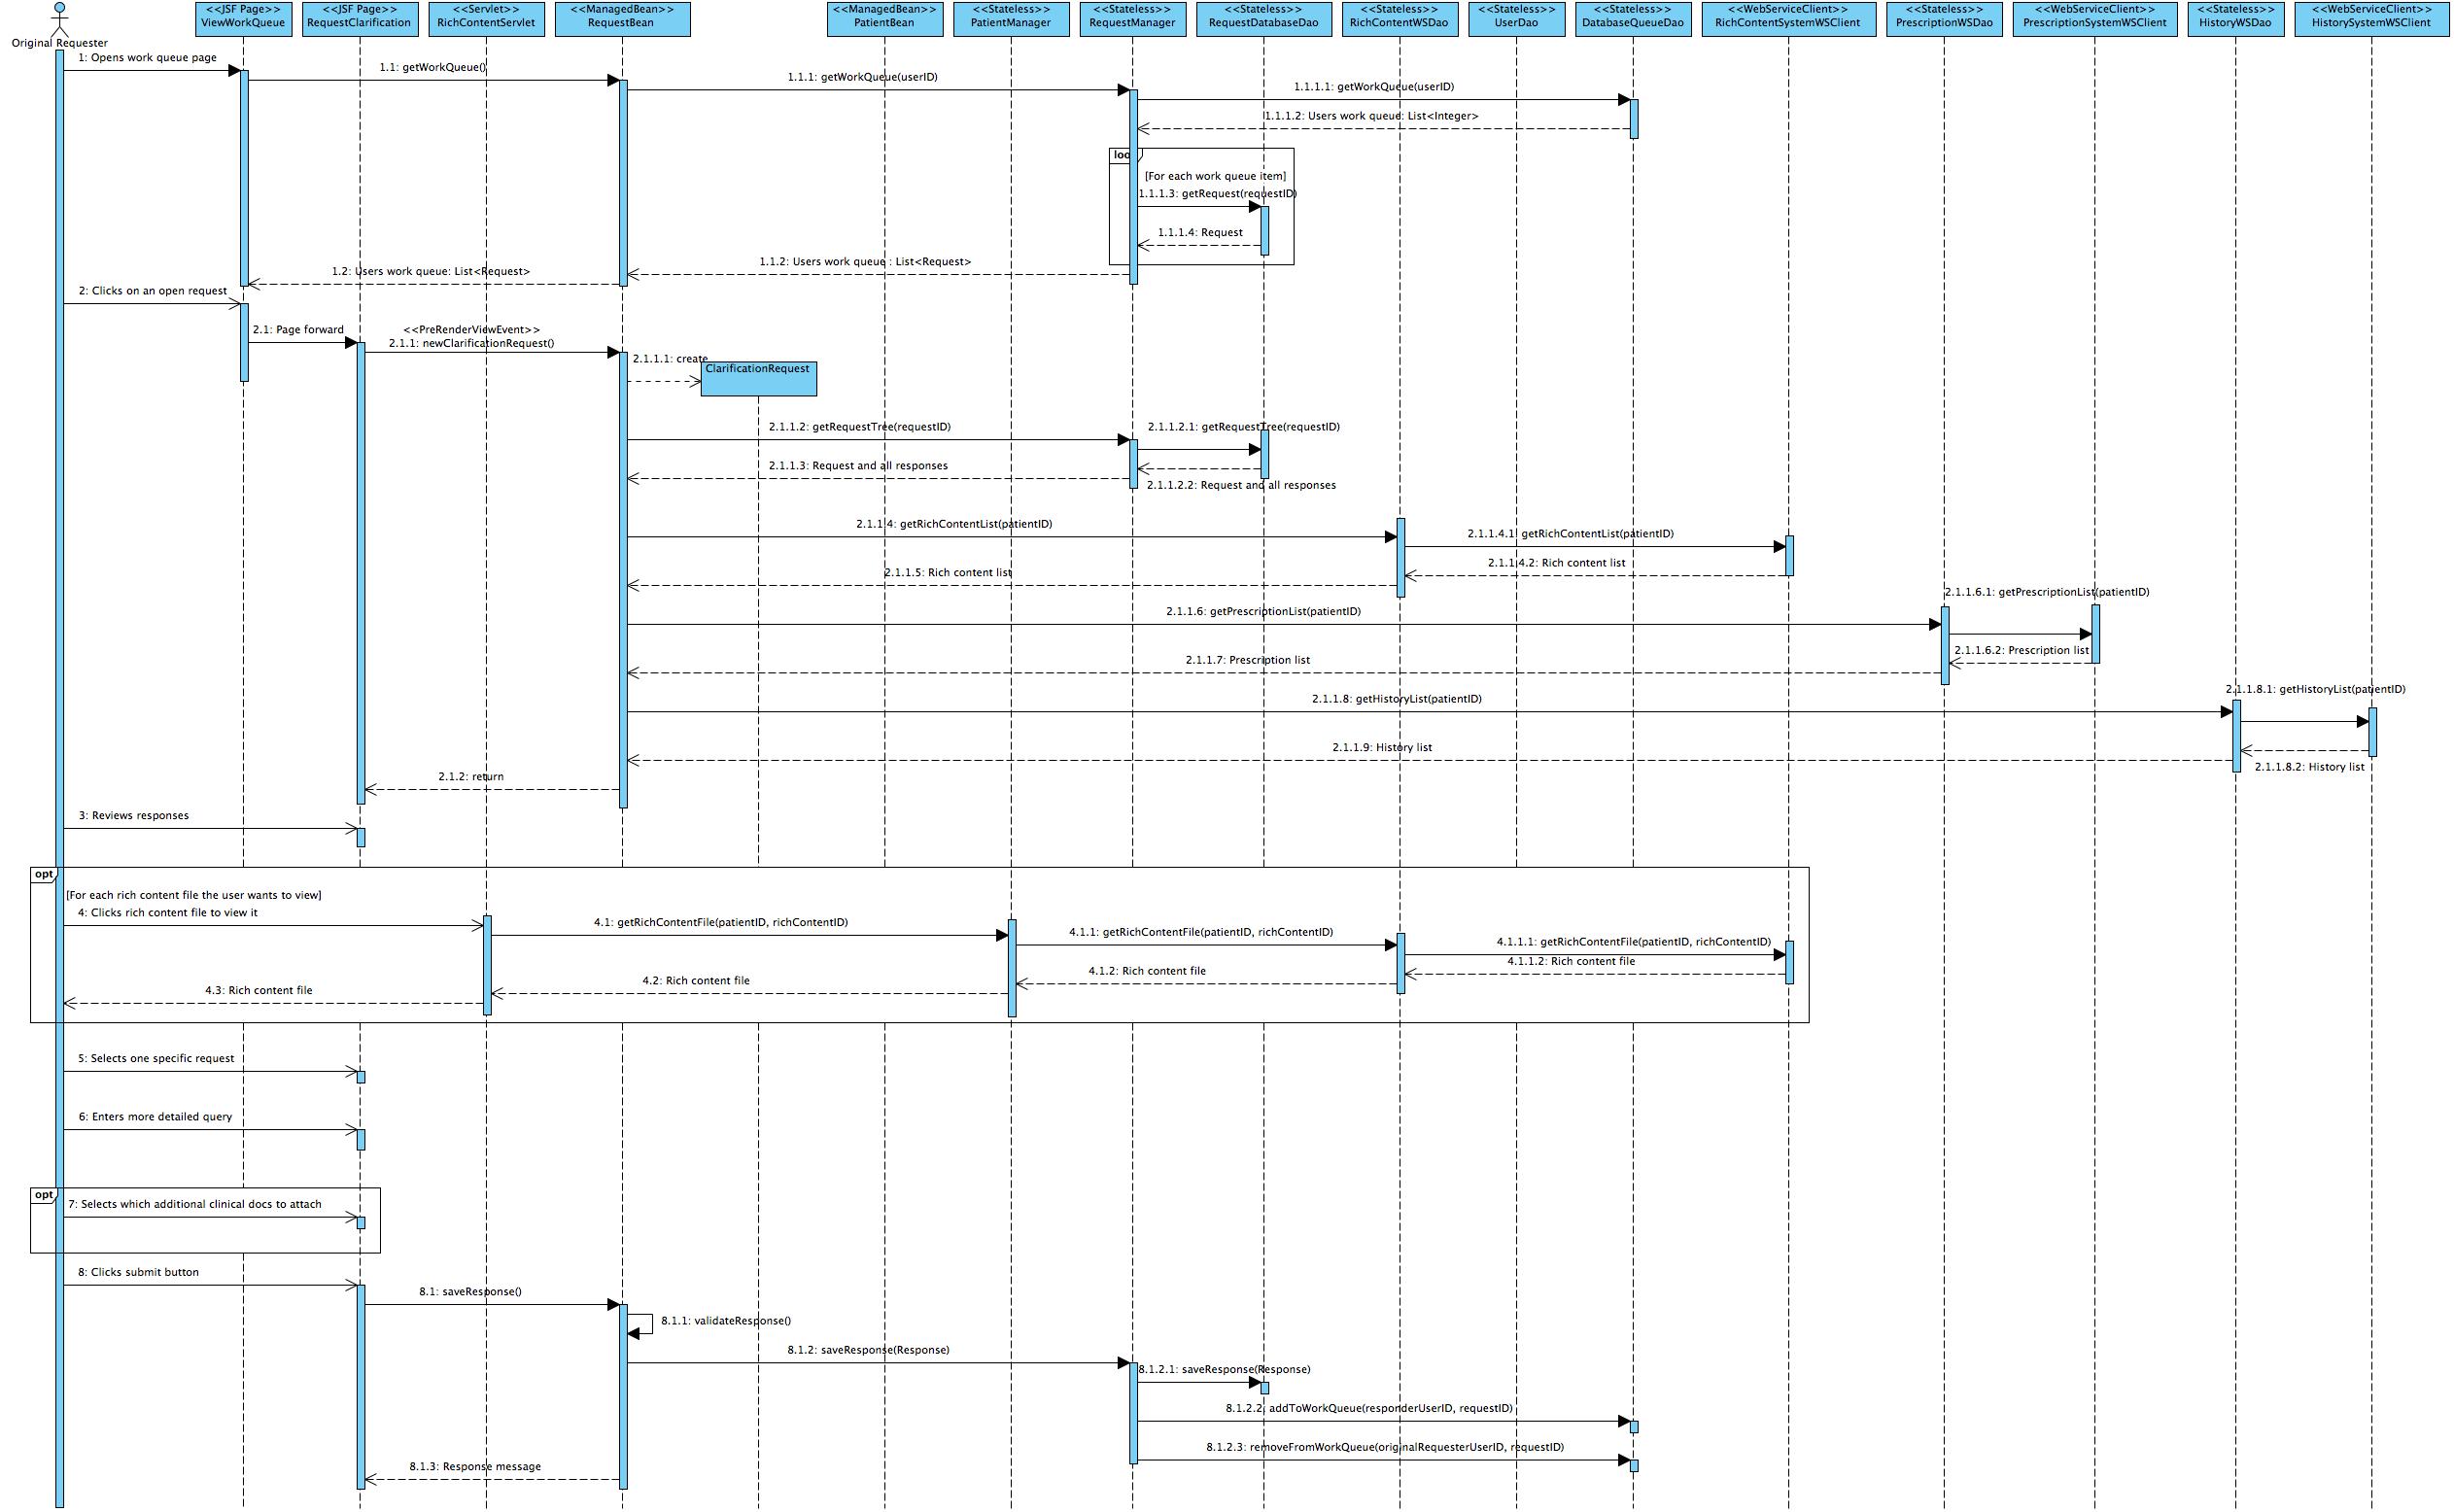 <<JSF Page>>
ViewWorkQueue
<<JSF Page>>
RequestClarification
<<Servlet>>
RichContentServlet
<<ManagedBean>>
RequestBean
<<ManagedBean>>
PatientBean
<<Stateless>>
PatientManager
<<Stateless>>
RequestManager
<<Stateless>>
RequestDatabaseDao
<<Stateless>>
RichContentWSDao
<<Stateless>>
UserDao
<<Stateless>>
DatabaseQueueDao
<<WebServiceClient>>
RichContentSystemWSClient
<<Stateless>>
PrescriptionWSDao
<<WebServiceClient>>
PrescriptionSystemWSClient
<<Stateless>>
HistoryWSDao
<<WebServiceClient>>
HistorySystemWSClient
Original Requester
1: Opens work queue page
1.1: getWorkQueue()
1.1.1: getWorkQueue(userID)
1.1.1.1: getWorkQueue(userID)
1.1.1.2: Users work queue: List<Integer>
loop
[For each work queue item]
1.1.1.3: getRequest(requestID)
1.1.1.4: Request
1.1.2: Users work queue : List<Request>
1.2: Users work queue: List<Request>
2: Clicks on an open request
2.1: Page forward
<<PreRenderViewEvent>>
2.1.1: newClarificationRequest()
2.1.1.1: create
ClarificationRequest
2.1.1.2: getRequestTree(requestID)
2.1.1.2.1: getRequestTree(requestID)
2.1.1.3: Request and all responses
2.1.1.2.2: Request and all responses
2.1.1.4: getRichContentList(patientID)
2.1.1.4.1: getRichContentList(patientID)
2.1.1.4.2: Rich content list
2.1.1.5: Rich content list
2.1.1.6.1: getPrescriptionList(patientID)
2.1.1.6: getPrescriptionList(patientID)
2.1.1.6.2: Prescription list
2.1.1.7: Prescription list
2.1.1.8.1: getHistoryList(patientID)
2.1.1.8: getHistoryList(patientID)
2.1.1.9: History list
2.1.1.8.2: History list
2.1.2: return
3: Reviews responses
opt
[For each rich content file the user wants to view]
4: Clicks rich content file to view it
4.1: getRichContentFile(patientID, richContentID)
4.1.1: getRichContentFile(patientID, richContentID)
4.1.1.1: getRichContentFile(patientID, richContentID)
4.1.1.2: Rich content file
4.1.2: Rich content file
4.2: Rich content file
4.3: Rich content file
5: Selects one specific request
6: Enters more detailed query
opt
7: Selects which additional clinical docs to attach
8: Clicks submit button
8.1: saveResponse()
8.1.1: validateResponse()
8.1.2: saveResponse(Response)
8.1.2.1: saveResponse(Response)
8.1.2.2: addToWorkQueue(responderUserID, requestID)
8.1.2.3: removeFromWorkQueue(originalRequesterUserID, requestID)
8.1.3: Response message